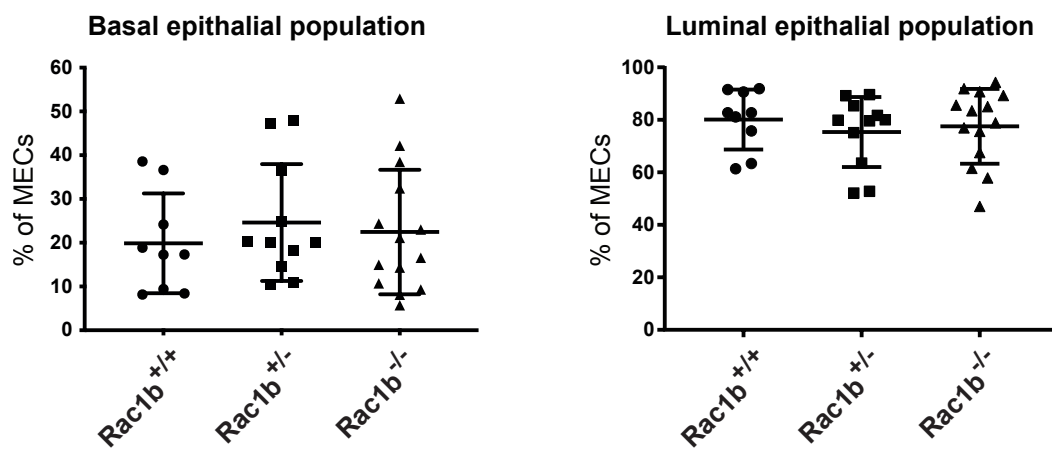 Basal epithalial population
60
50
40
30
20
10
0
% of MECs
Rac1b +/+
Rac1b +/-
Rac1b -/-
Luminal epithelial population
100
80
60
40
20
0
% of MECs
Rac1b +/+
Rac1b +/-
Rac1b -/-